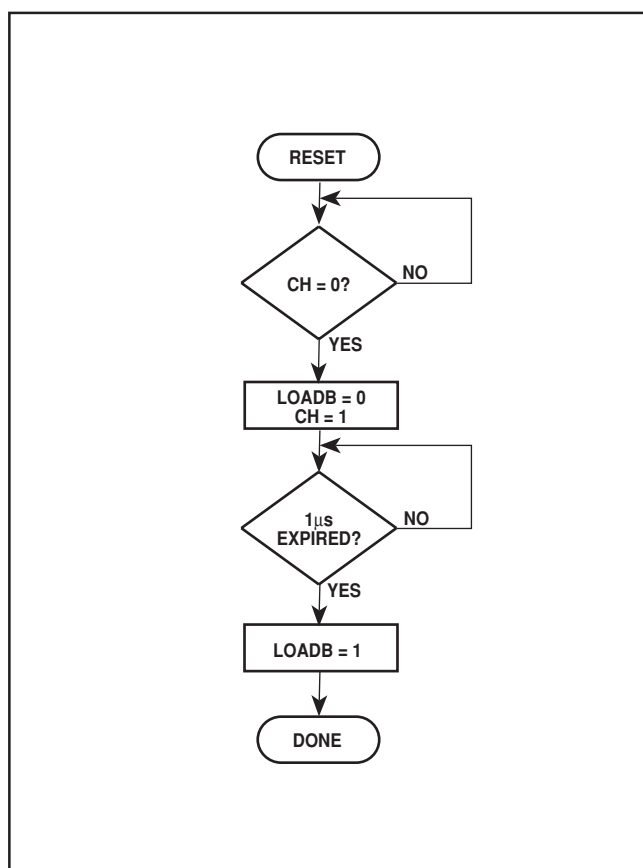 RESET
CH = 0?
NO
YES
LOADB = 0
CH = 1
1μs
EXPIRED?
NO
YES
LOADB = 1
DONE